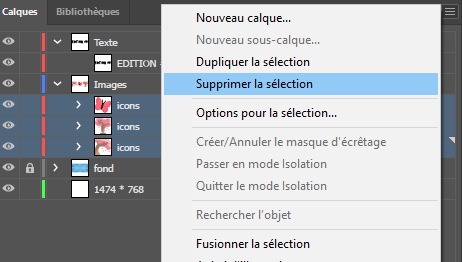 Calques Bibliothèques
Texte
EDITION
Images
icons
icons
icons
fond
1474 * 768
Nouveau calque...
Nouveau sous-calque...
Dupliquer la sélection
Supprimer la sélection
Options pour la sélection...
Créer/Annuler le masque d'écrêtage
Passer en mode Isolation
Quitter le mode Isolation
Rechercher l'objet
Fusionner la sélection